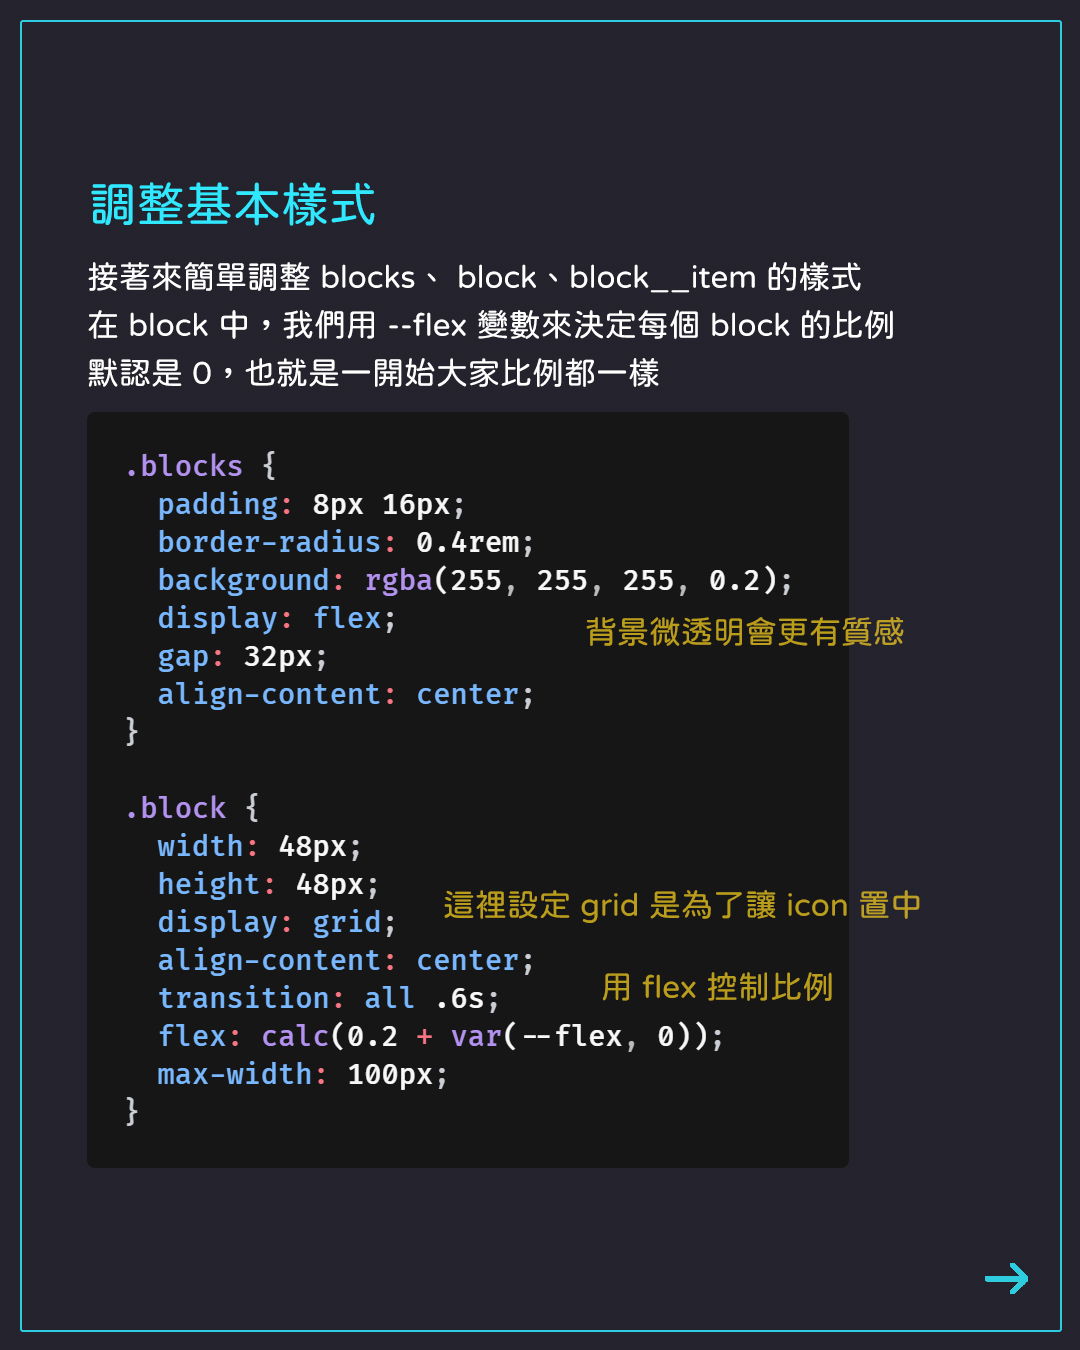 調整基本樣式
接著來簡單調整 blocks、 block、block__item 的樣式
在 block 中，我們用 --flex 變數來決定每個 block 的比例
默認是 0，也就是一開始大家比例都一樣
.blocks {
  padding: 8px 16px;
  border-radius: 0.4rem;
  background: rgba(255, 255, 255, 0.2);
  display: flex;
背景微透明會更有質感
  gap: 32px;
  align-content: center;
}
.block {
  width: 48px;
  height: 48px;
這裡設定 grid 是為了讓 icon 置中
  display: grid;
  align-content: center;
用 flex 控制比例
  transition: all .6s;
  flex: calc(0.2 + var(--flex, 0));
  max-width: 100px;
}